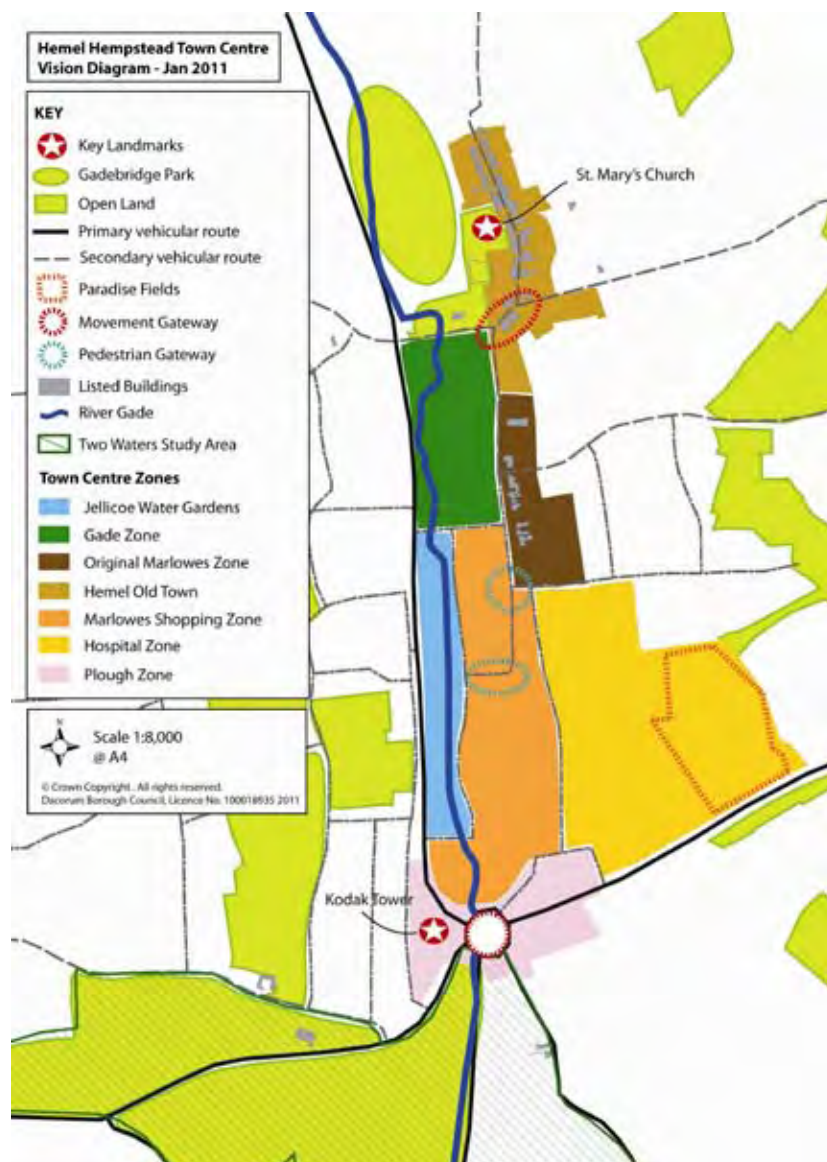 Hemel Hempstead Town Centre
Vision Diagram - Jan 2011
KEY
Key Landmarks
Gadebridge Park
Open Land
Primary vehicular route
Secondary vehicular route
Paradise Fields
Movement Gateway
Pedestrian Gateway
Listed Buildings
River Gade
Two Waters Study Area
Town Centre Zones
Jellicoe Water Gardens
Gade Zone
Original Marlowes Zone
Hemel Old Town
Marlowes Shopping Zone
Hospital Zone
Plough Zone
N
Scale 1:8,000
@ A4
© Crown Copyright. All rights reserved.
Dacorum Borough Council, Licence No. 100018935 2011
St. Mary's Church
Kodak Tower